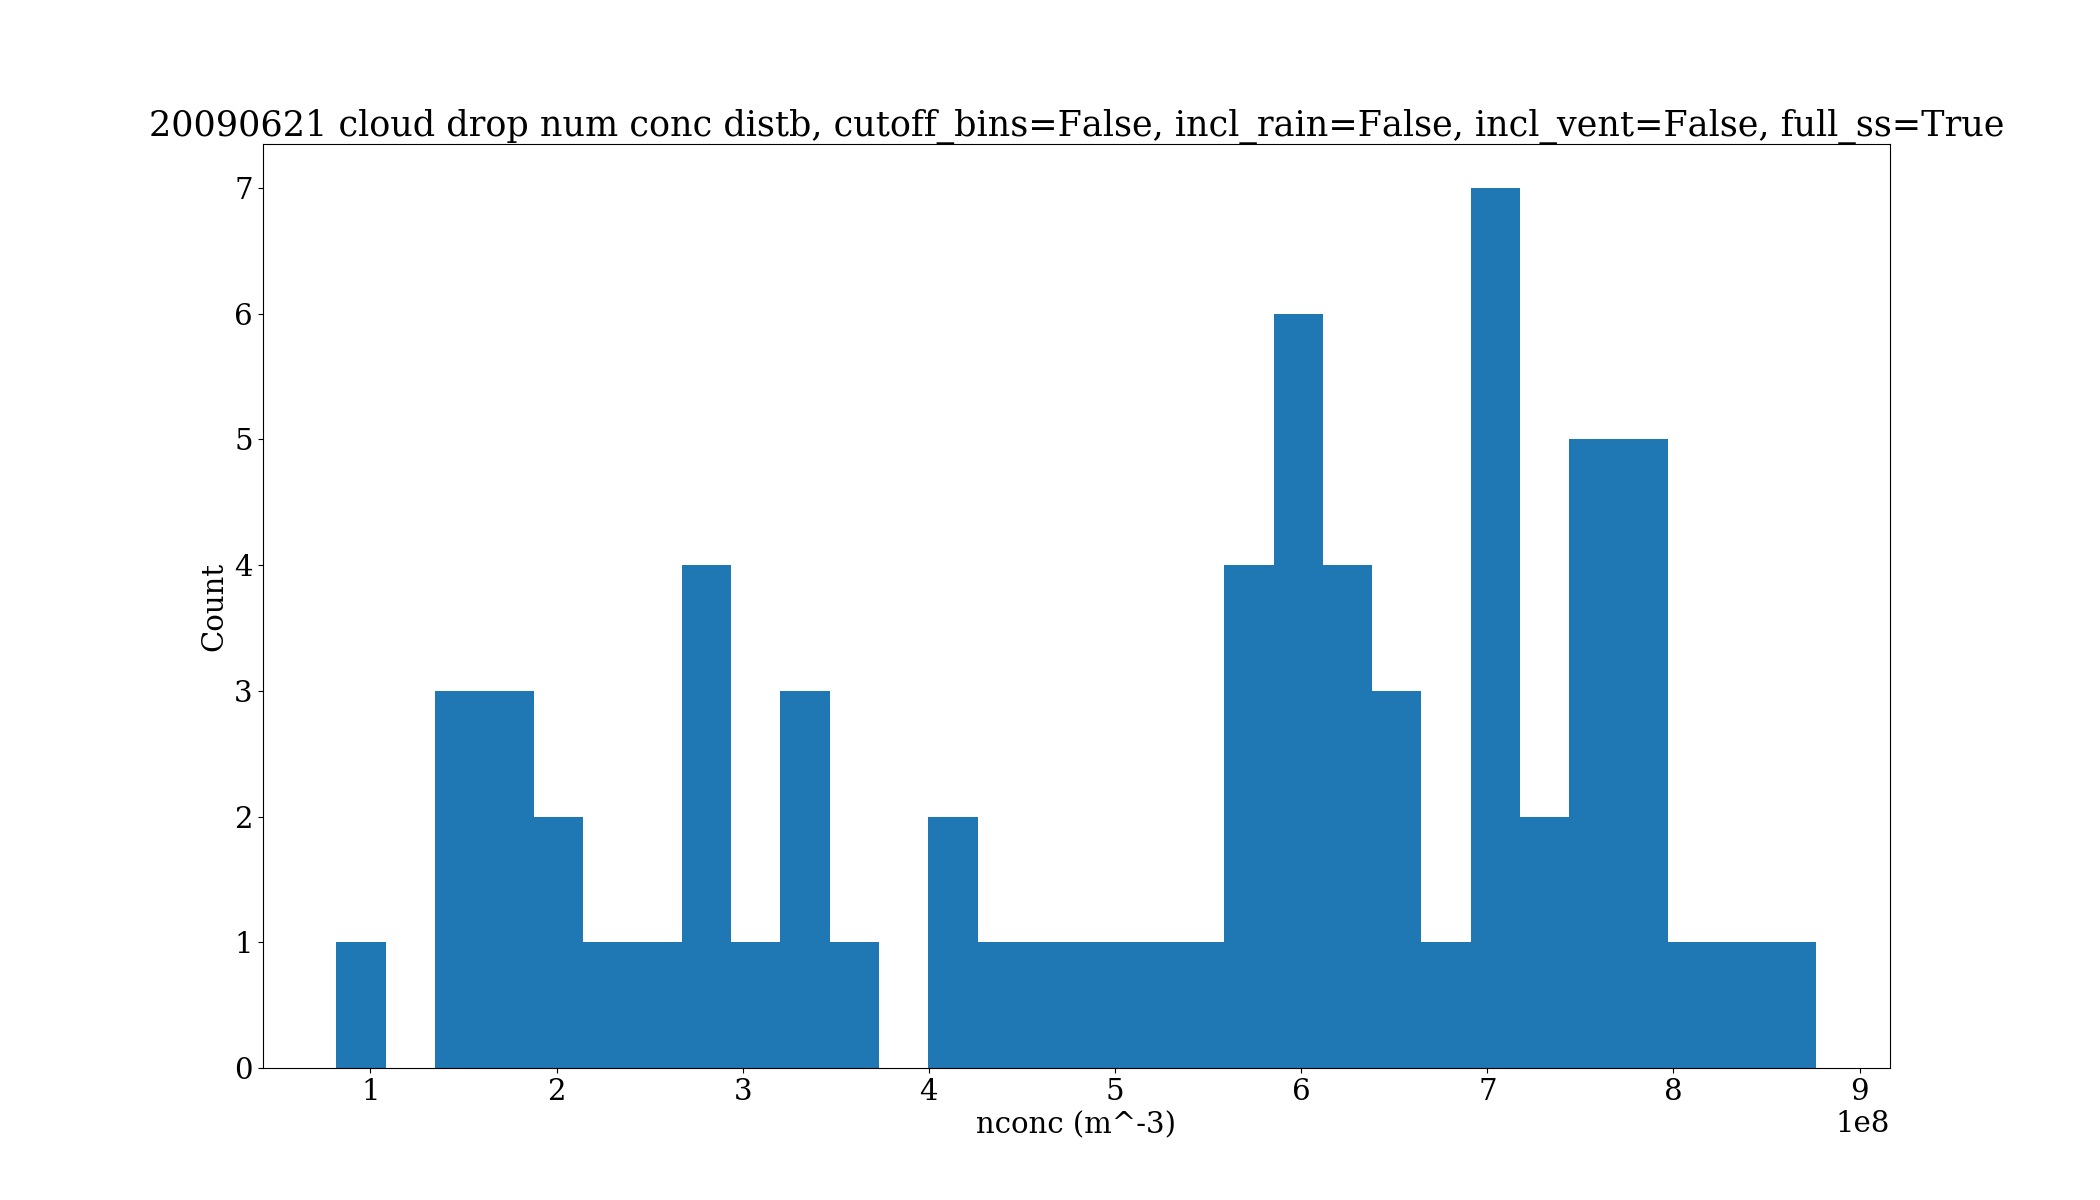 20090621 cloud drop num conc distb, cutoff_bins=False, incl_rain=False, incl_vent=False, full_ss=True
7
6
5
4
3
2
1
0
Count
1 2 3 4 5 6 7 8 9
nconc (m^-3)
1e8